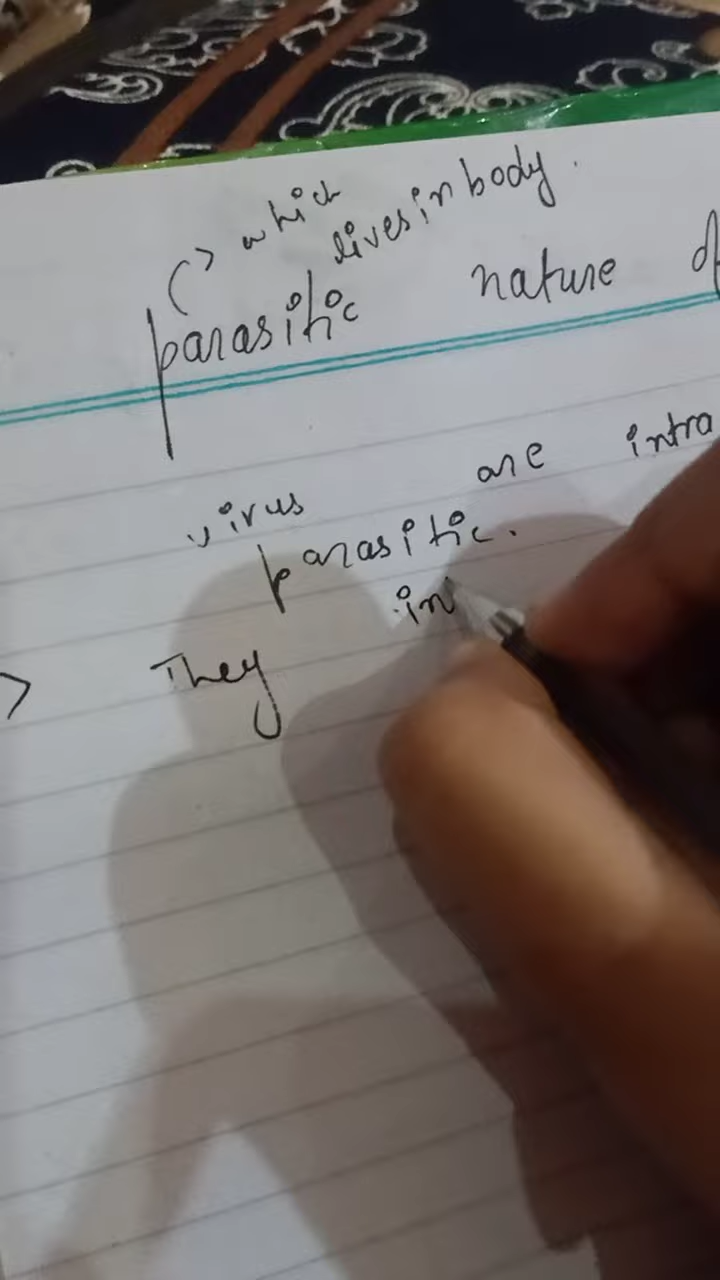 which
lives in body.
parasitic nature of
virus are intra
parasitic.
They in